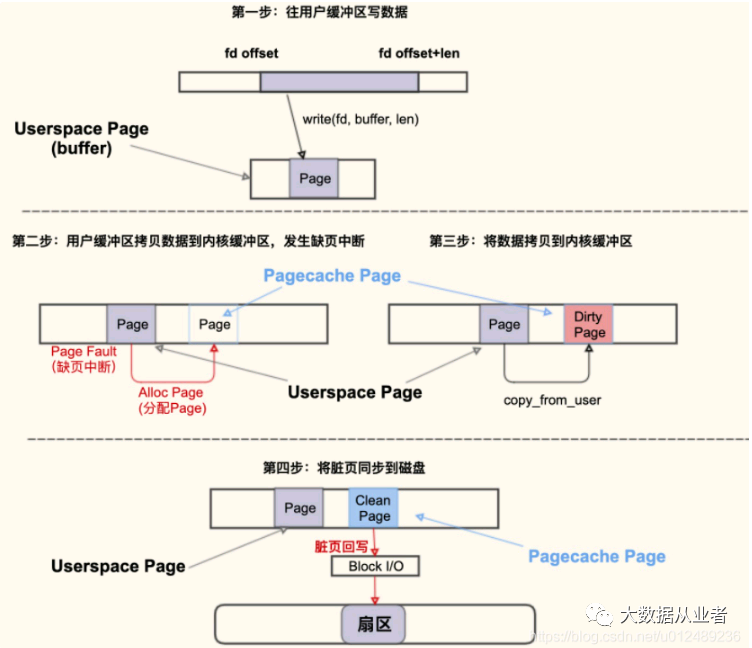 第一步：往用户缓冲区写数据
fd offset
fd offset+len
write(fd, buffer, len)
Userspace Page
(buffer)
Page
第二步：用户缓冲区拷贝数据到内核缓冲区，发生缺页中断
第三步：将数据拷贝到内核缓冲区
Pagecache Page
Page
Page
Page
Dirty
Page
Page Fault
(缺页中断)
Alloc Page
(分配Page)
Userspace Page
copy_from_user
第四步：将脏页同步到磁盘
Page
Clean
Page
脏页回写
Userspace Page
Block I/O
Pagecache Page
扇区
大数据从业者
https://blog.csdn.net/u012489236